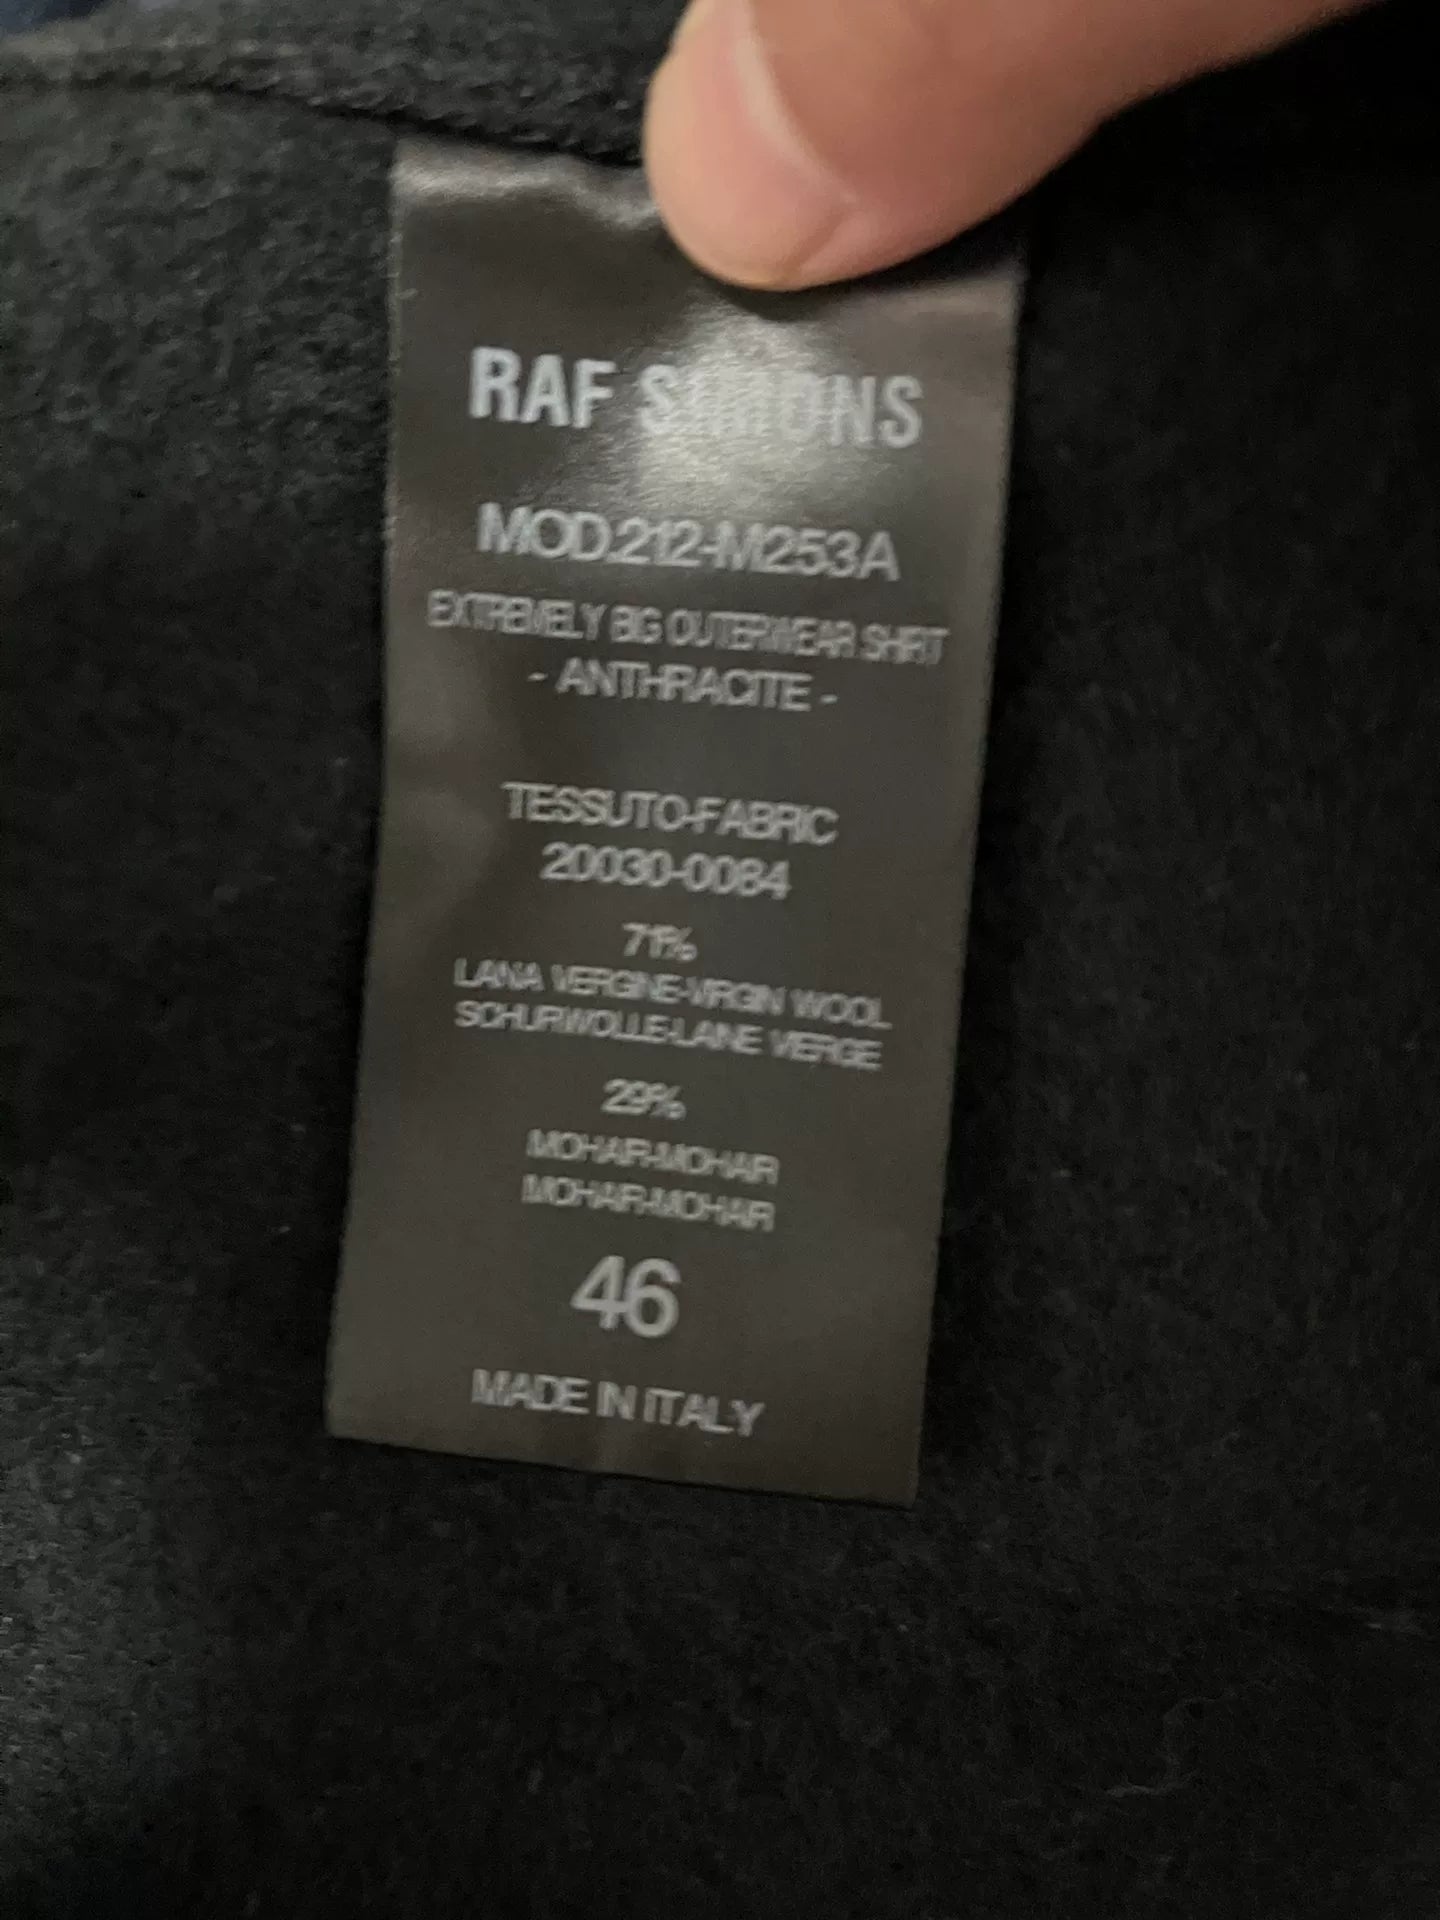 RAF SIMONS
MOD.212-M253A
EXTREMELY BIG OUTERWEAR SHIRT
- ANTHRACITE -
TESSUTO-FABRIC
20030-0084
71%
LANA VERGINE-VIRGIN WOOL
SCHURWOLLE-LAINE VIERGE
29%
MOHAIR-MOHAIR
MOHAIR-MOHAIR
46
MADE IN ITALY